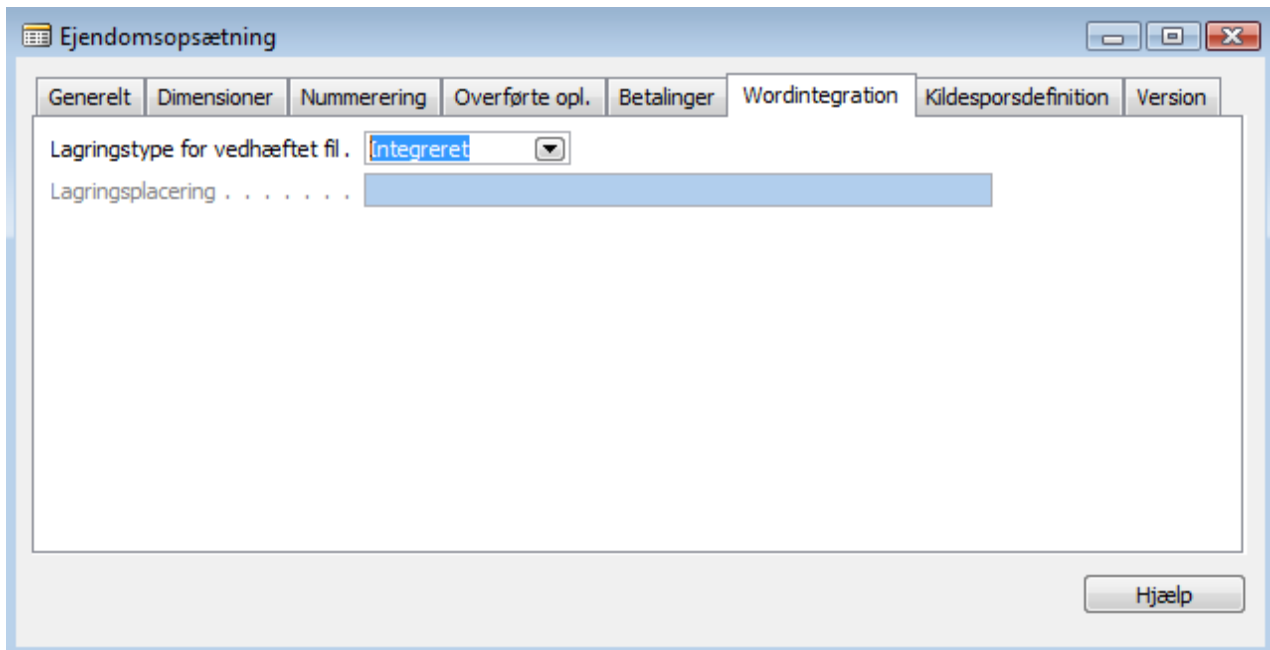 Ejendomsopsætning
Generelt Dimensioner Nummerering Overførte opl. Betalinger Wordintegration Kildesporsdefinition Version
Lagringstype for vedhæftet fil . Integreret
Lagringsplacering . . . . . . .
Hjælp